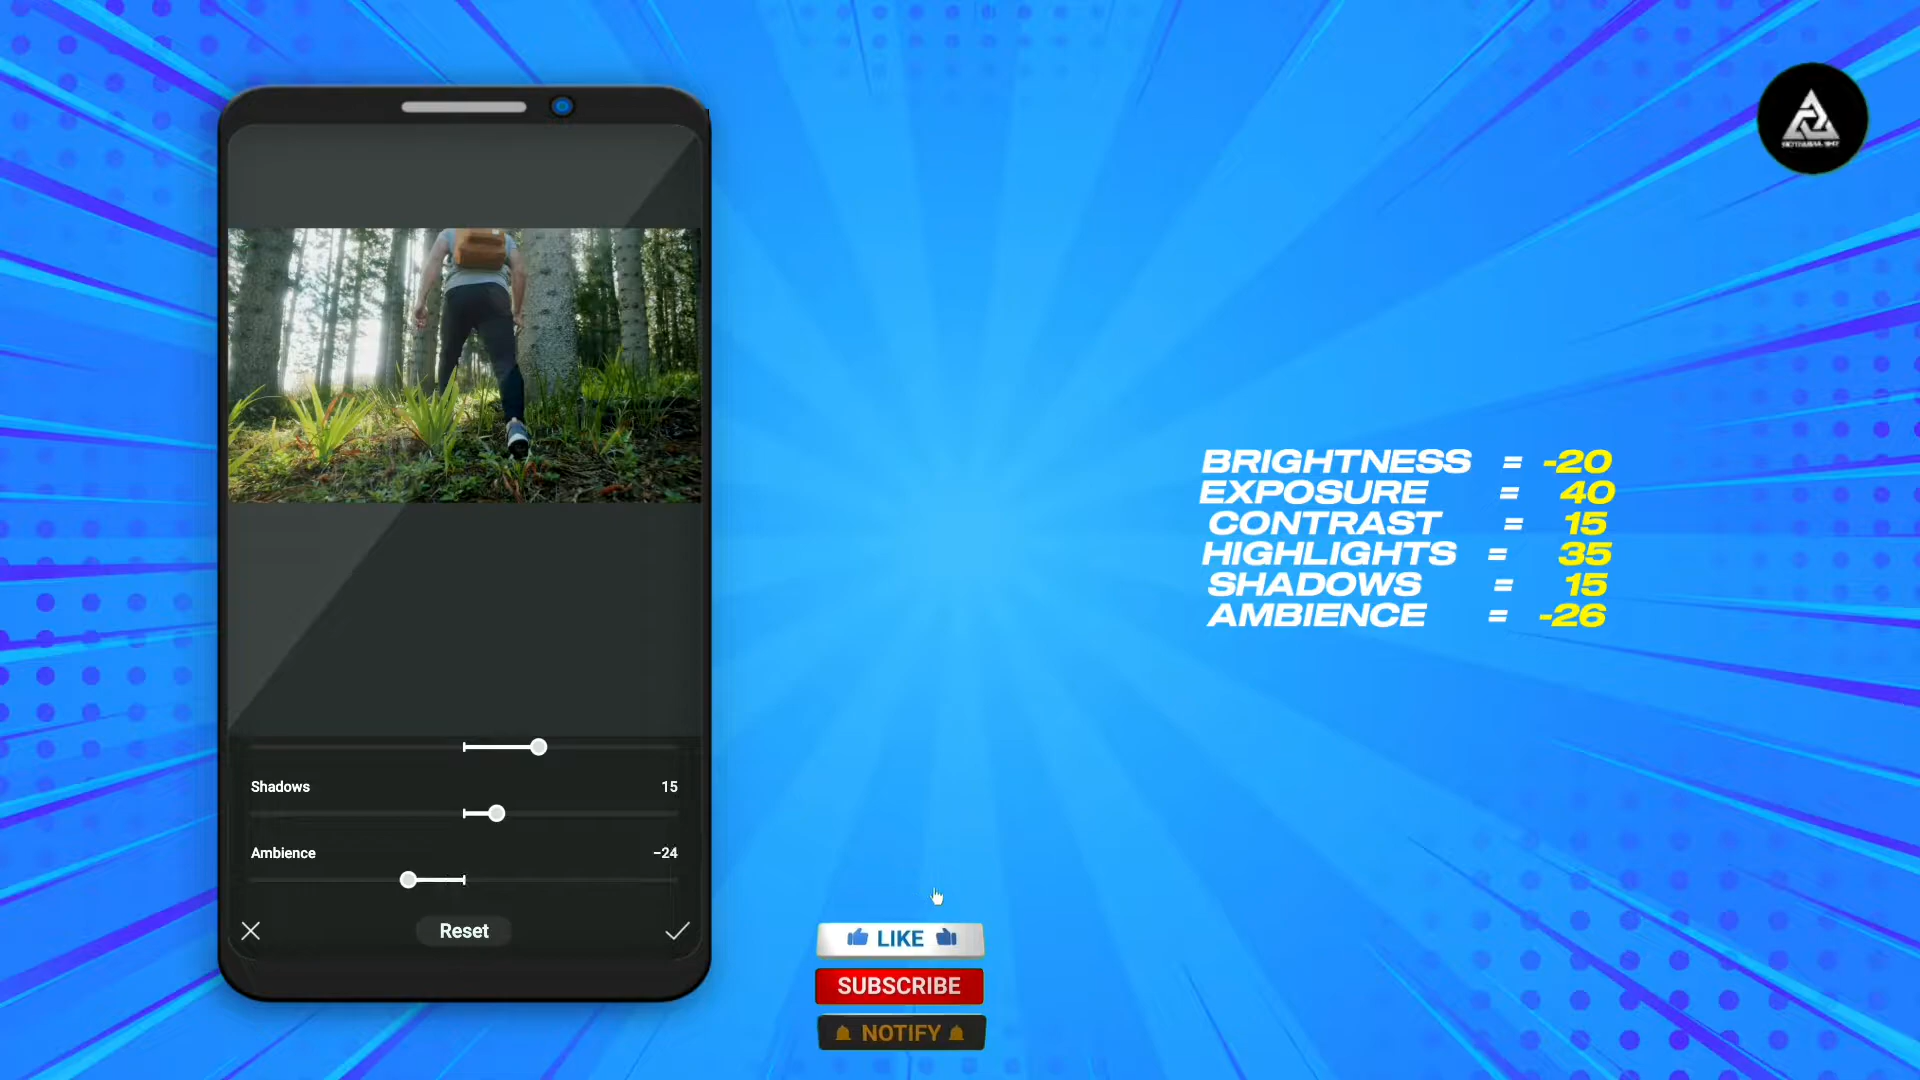 BRIGHTNESS = -20
EXPOSURE = 40
CONTRAST = 15
HIGHLIGHTS = 35
SHADOWS = 15
AMBIENCE = -26
Shadows 15
Ambience −24
Reset
LIKE
SUBSCRIBE
NOTIFY